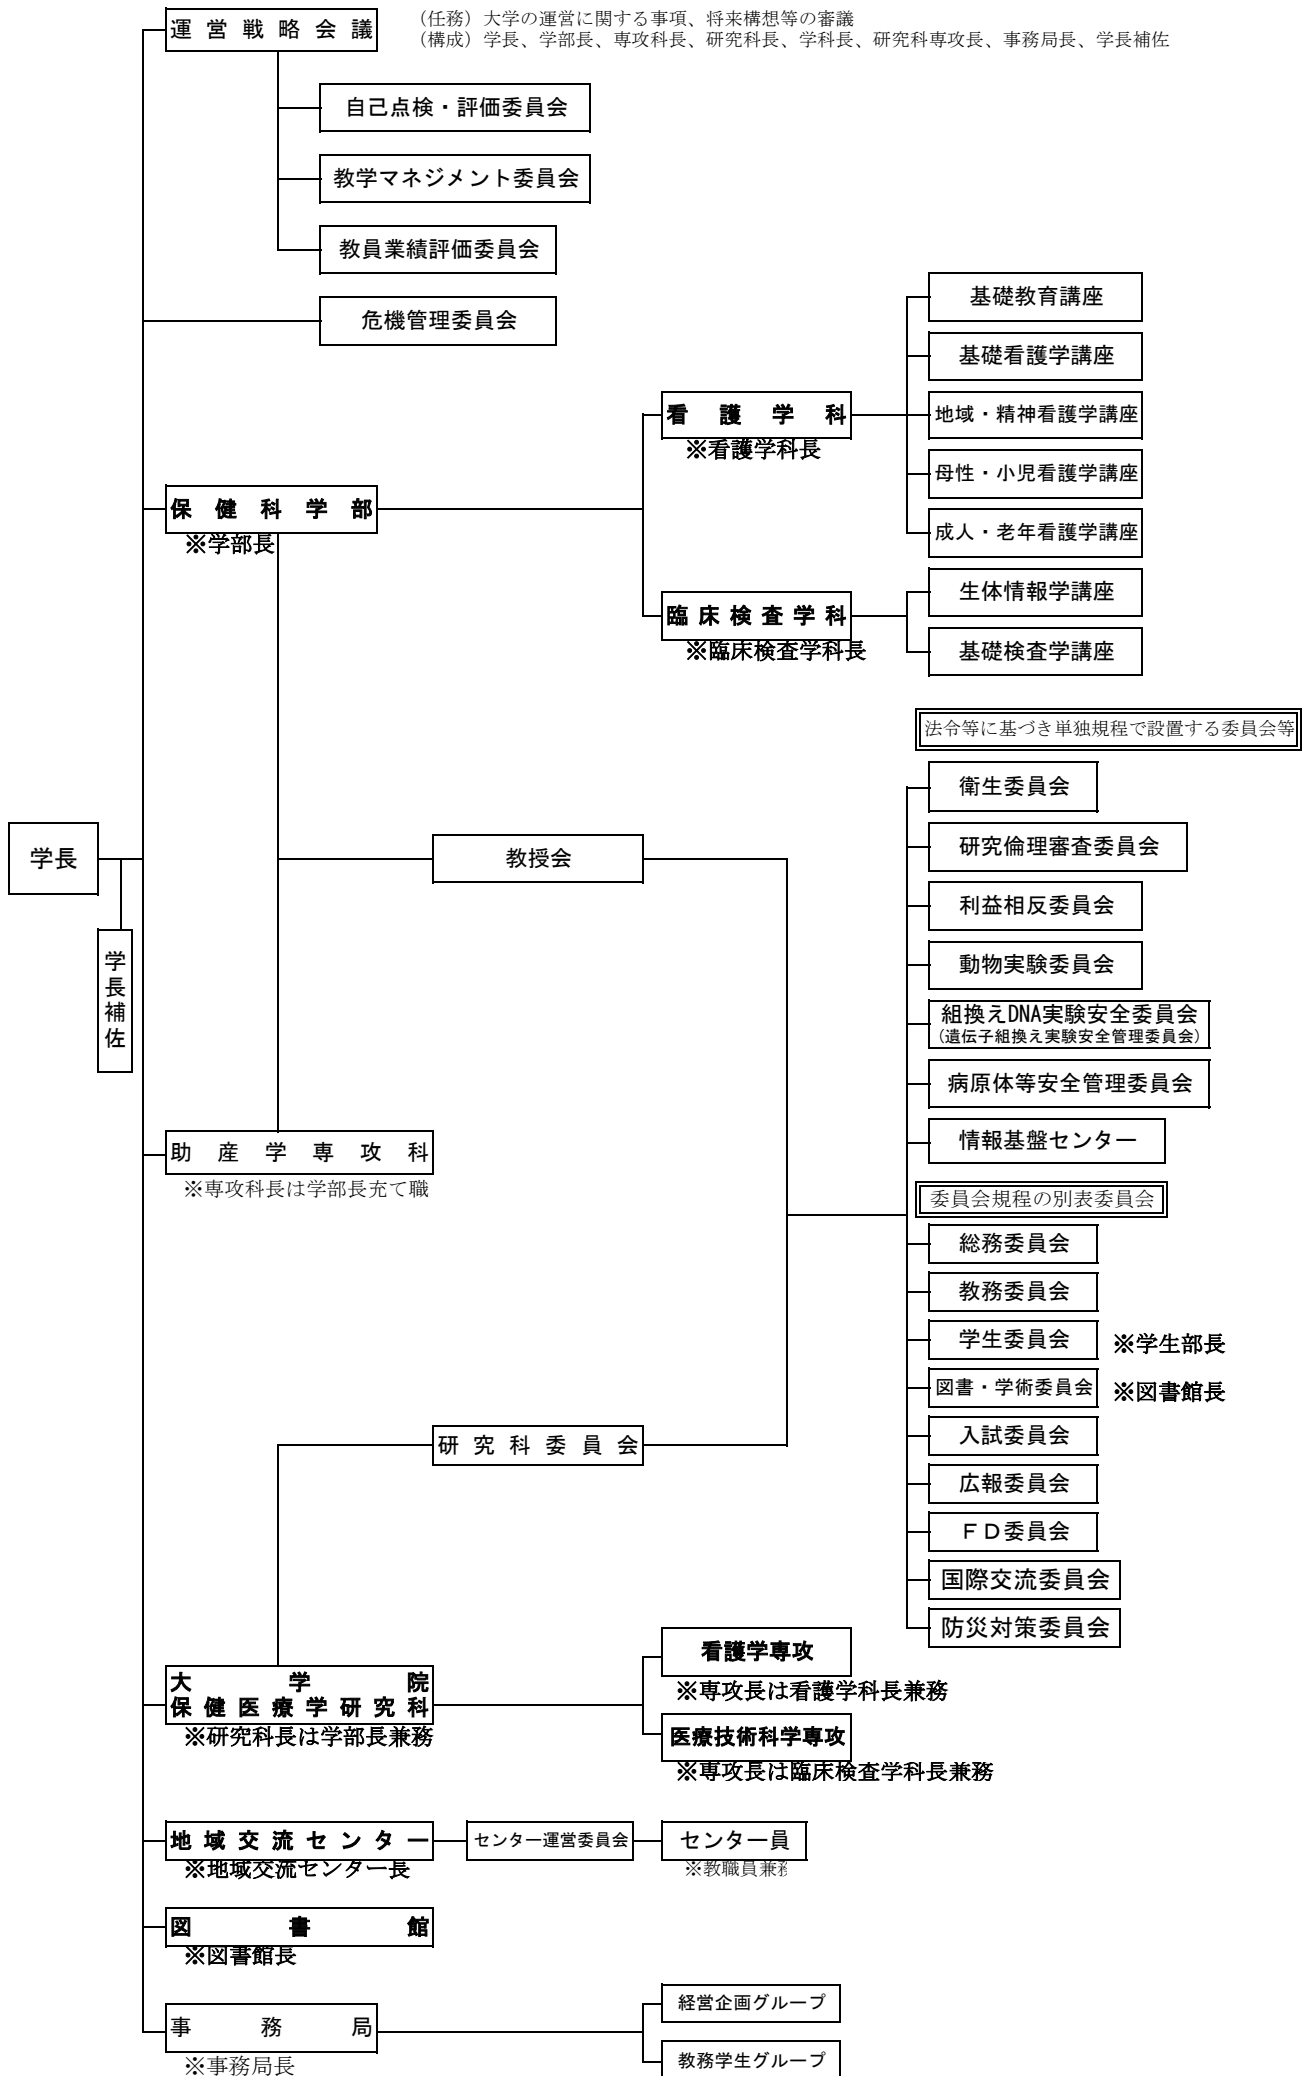 運営戦略会議
（任務）大学の運営に関する事項、将来構想等の審議
（構成）学長、学部長、専攻科長、研究科長、学科長、研究科専攻長、事務局長、学長補佐
自己点検・評価委員会
教学マネジメント委員会
教員業績評価委員会
危機管理委員会
基礎教育講座
基礎看護学講座
看護学科
※看護学科長
地域・精神看護学講座
母性・小児看護学講座
保健科学部
※学部長
成人・老年看護学講座
生体情報学講座
臨床検査学科
※臨床検査学科長
基礎検査学講座
法令等に基づき単独規程で設置する委員会等
衛生委員会
学長
教授会
研究倫理審査委員会
利益相反委員会
学長補佐
動物実験委員会
組換えDNA実験安全委員会
（遺伝子組換え実験安全管理委員会）
病原体等安全管理委員会
情報基盤センター
助産学専攻科
※専攻科長は学部長充て職
委員会規程の別表委員会
総務委員会
教務委員会
学生委員会 ※学生部長
図書・学術委員会 ※図書館長
入試委員会
研究科委員会
広報委員会
ＦＤ委員会
国際交流委員会
防災対策委員会
大学院
保健医療学研究科
※研究科長は学部長兼務
看護学専攻
※専攻長は看護学科長兼務
医療技術科学専攻
※専攻長は臨床検査学科長兼務
地域交流センター
※地域交流センター長
センター運営委員会
センター員
※教職員兼務
図書館
※図書館長
事務局
※事務局長
経営企画グループ
教務学生グループ